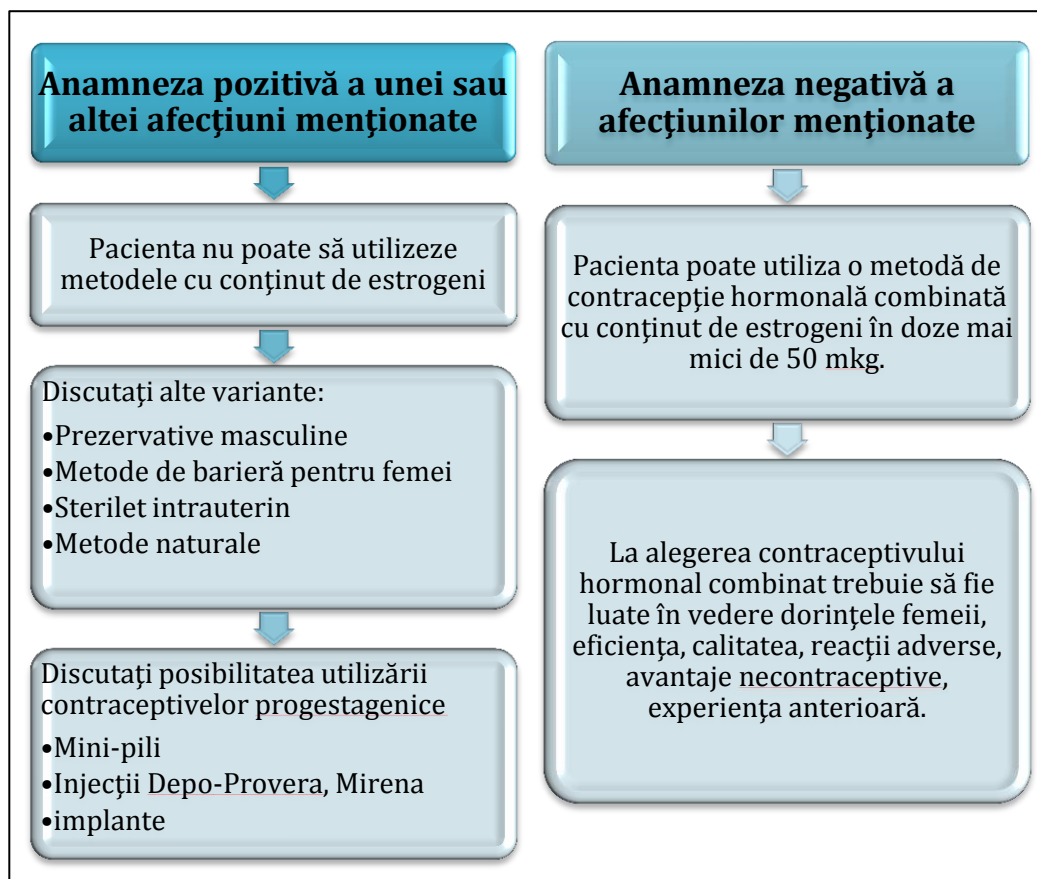 Anamneza pozitivă a unei sau
altei afecţiuni menţionate
Pacienta nu poate să utilizeze
metodele cu conţinut de estrogeni
Discutaţi alte variante:
•Prezervative masculine
•Metode de barieră pentru femei
•Sterilet intrauterin
•Metode naturale
Discutaţi posibilitatea utilizării
contraceptivelor progestagenice
•Mini-pili
•Injecţii Depo-Provera, Mirena
•implante
Anamneza negativă a
afecţiunilor menţionate
Pacienta poate utiliza o metodă de
contracepţie hormonală combinată
cu conţinut de estrogeni în doze mai
mici de 50 mkg.
La alegerea contraceptivului
hormonal combinat trebuie să fie
luate în vedere dorinţele femeii,
eficienţa, calitatea, reacţii adverse,
avantaje necontraceptive,
experienţa anterioară.